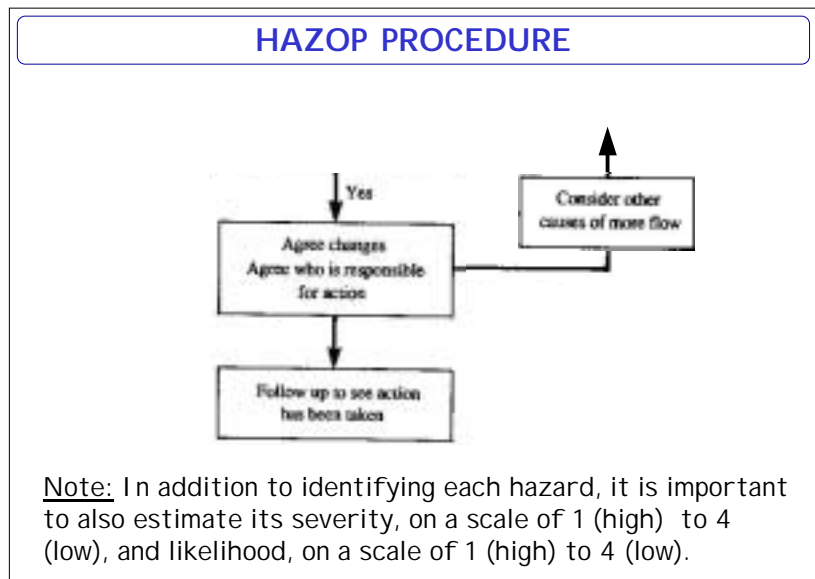 HAZOP PROCEDURE
Yes
Consider other
causes of more flow
Agree changes
Agree who is responsible
for action
Follow up to see action
has been taken
Note: In addition to identifying each hazard, it is important
to also estimate its severity, on a scale of 1 (high) to 4
(low), and likelihood, on a scale of 1 (high) to 4 (low).